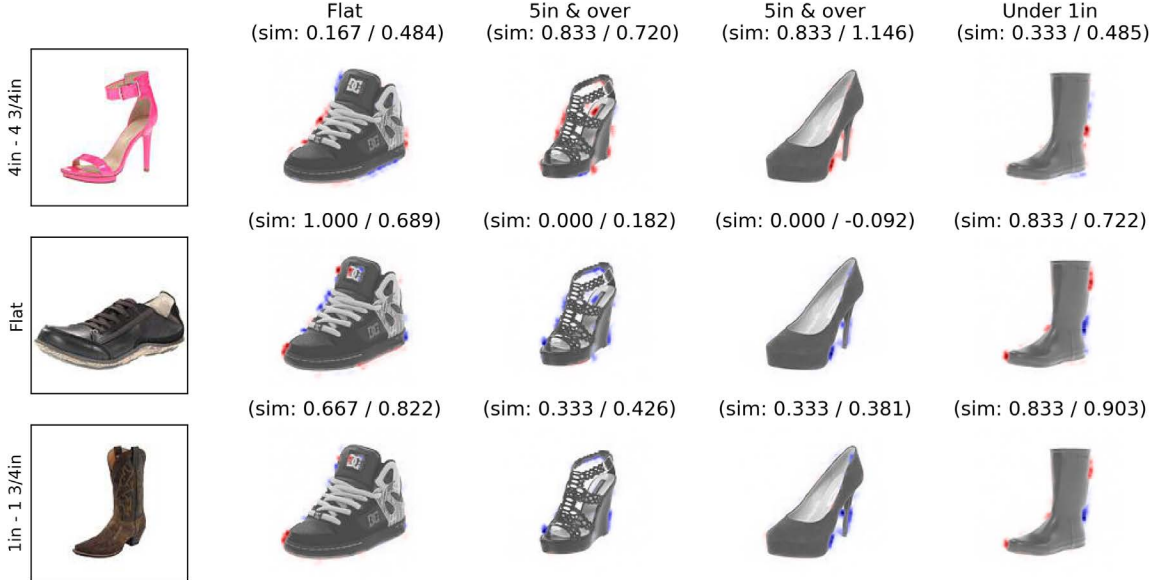 Flat
5in & over
5in & over
Under 1in
(sim: 0.167 / 0.484)
(sim: 0.833 / 0.720)
(sim: 0.833 / 1.146)
(sim: 0.333 / 0.485)
4in - 4 3/4in
(sim: 1.000 / 0.689)
(sim: 0.000 / 0.182)
(sim: 0.000 / -0.092)
(sim: 0.833 / 0.722)
Flat
(sim: 0.667 / 0.822)
(sim: 0.333 / 0.426)
(sim: 0.333 / 0.381)
(sim: 0.833 / 0.903)
1in - 1 3/4in